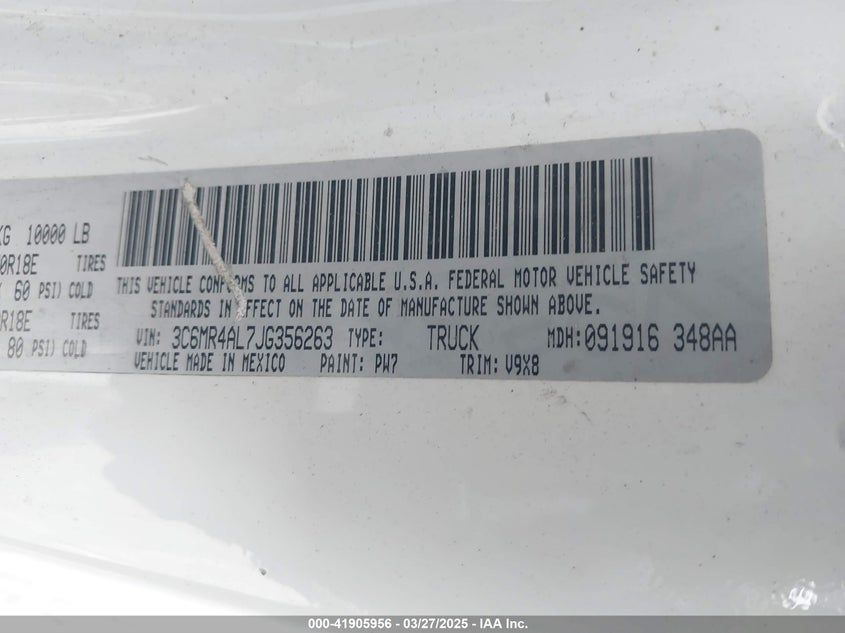 KG 10000 LB
0R18E TIRES
60 PSI) COLD
R18E TIRES
80 PSI) COLD
THIS VEHICLE CONFORMS TO ALL APPLICABLE U.S.A. FEDERAL MOTOR VEHICLE SAFETY
STANDARDS IN EFFECT ON THE DATE OF MANUFACTURE SHOWN ABOVE.
VIN: 3C6MR4AL7JG356263 TYPE: TRUCK MDH: 091916 348AA
VEHICLE MADE IN MEXICO PAINT: PW7 TRIM: V9X8
000-41905956 - 03/27/2025 - IAA Inc.